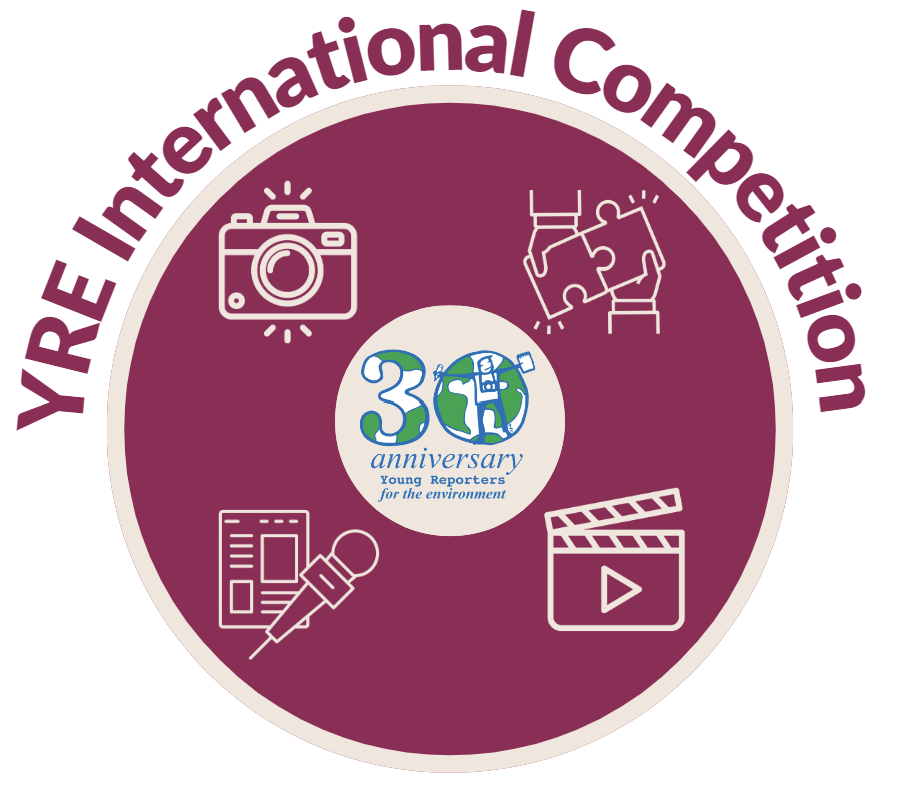 YRE International Competition
30
anniversary
Young Reporters
for the environment